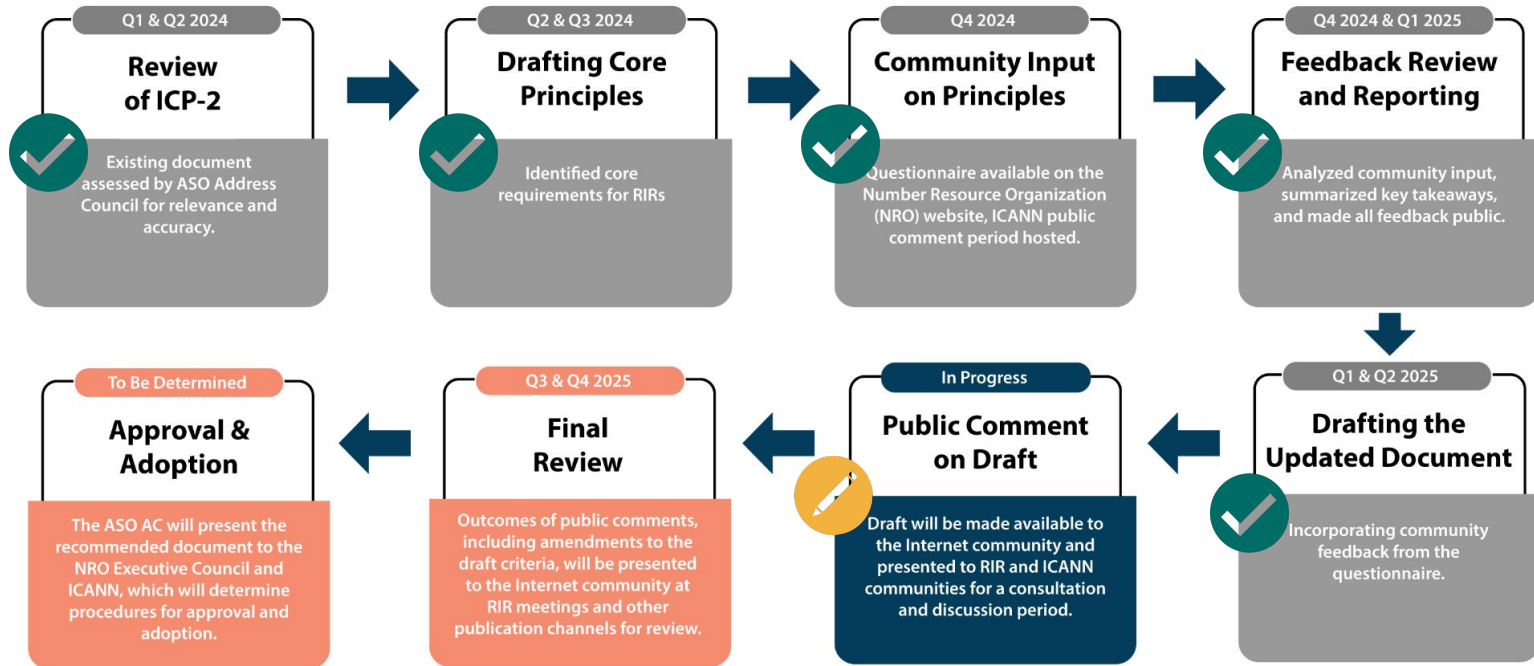 Q1 & Q2 2024
Review
of ICP-2
Existing document
assessed by ASO Address
Council for relevance and
accuracy.
Q2 & Q3 2024
Drafting Core
Principles
Identified core
requirements for RIRs
Q4 2024
Community Input
on Principles
Questionnaire available on the
Number Resource Organization
(NRO) website, ICANN public
comment period hosted.
Q4 2024 & Q1 2025
Feedback Review
and Reporting
Analyzed community input,
summarized key takeaways,
and made all feedback public.
Q1 & Q2 2025
Drafting the
Updated Document
Incorporating community
feedback from the
questionnaire.
In Progress
Public Comment
on Draft
Draft will be made available to
the Internet community and
presented to RIR and ICANN
communities for a consultation
and discussion period.
Q3 & Q4 2025
Final
Review
Outcomes of public comments,
including amendments to the
draft criteria, will be presented
to the Internet community at
RIR meetings and other
publication channels for review.
To Be Determined
Approval &
Adoption
The ASO AC will present the
recommended document to the
NRO Executive Council and
ICANN, which will determine
procedures for approval and
adoption.